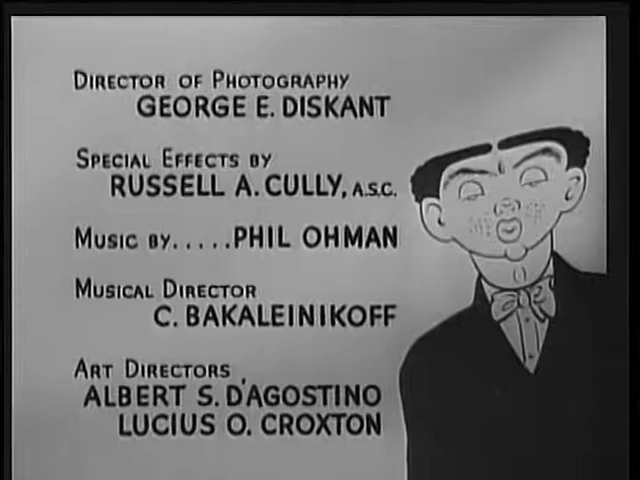 DIRECTOR OF PHOTOGRAPHY
GEORGE E. DISKANT
SPECIAL EFFECTS BY
RUSSELL A. CULLY, A.S.C.
MUSIC BY.....PHIL OHMAN
MUSICAL DIRECTOR
C. BAKALEINIKOFF
ART DIRECTORS
ALBERT S. D'AGOSTINO
LUCIUS O. CROXTON